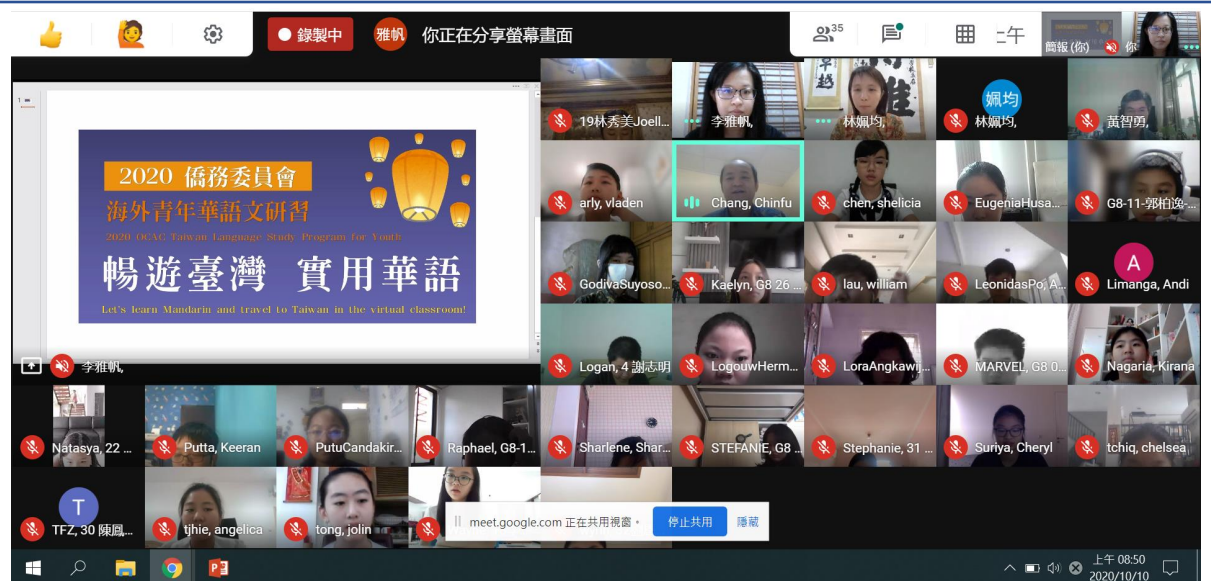 錄製中
雅帆
你正在分享螢幕畫面
35
上午
簡報 (你)
你
1
2020 僑務委員會
海外青年華語文研習
2020 OCAC Taiwan Language Study Program for Youth
暢遊臺灣 實用華語
Let's learn Mandarin and travel to Taiwan in the virtual classroom!
李雅帆,
19林秀美Joell...
李雅帆,
卓越
林姵均,
姵均
林姵均,
黃智勇,
arly, vladen
Chang, Chinfu
chen, shelicia
EugeniaHusa...
G8-11-郭柏逸-...
GodivaSuyoso...
Kaelyn, G8 26 ...
lau, william
LeonidasPo, A...
A
Limanga, Andi
Logan, 4 謝志明
LogouwHerm...
LoraAngkawij...
MARVEL, G8 0...
Nagaria, Kirana
Natasya, 22 ...
Putta, Keeran
PutuCandakir...
Raphael, G8-1...
Sharlene, Shar...
STEFANIE, G8 ...
Stephanie, 31 ...
Suriya, Cheryl
tchiq, chelsea
T
TFZ, 30 陳鳳...
tjhie, angelica
tong, jolin
meet.google.com 正在共用視窗。
停止共用
隱藏
上午 08:50
2020/10/10